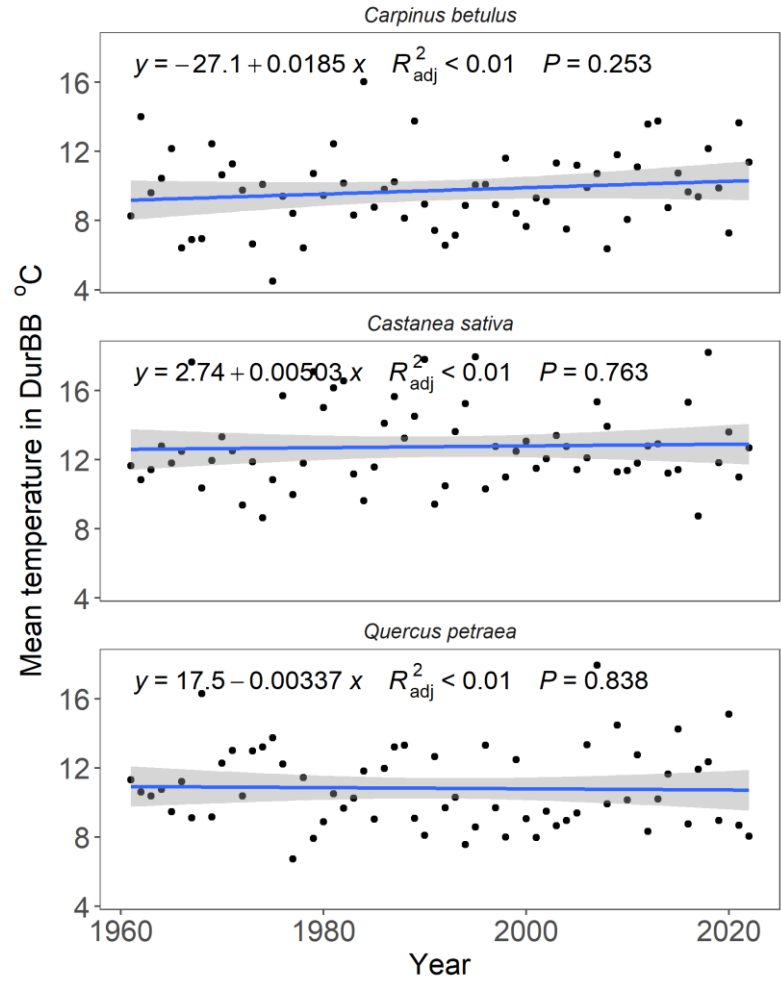 Carpinus betulus
y = −27.1 + 0.0185 x R²adj < 0.01 P = 0.253
16
12
8
4
Castanea sativa
y = 2.74 + 0.00503 x R²adj < 0.01 P = 0.763
16
12
8
4
Quercus petraea
y = 17.5 − 0.00337 x R²adj < 0.01 P = 0.838
16
12
8
4
Mean temperature in DurBB °C
1960 1980 2000 2020
Year